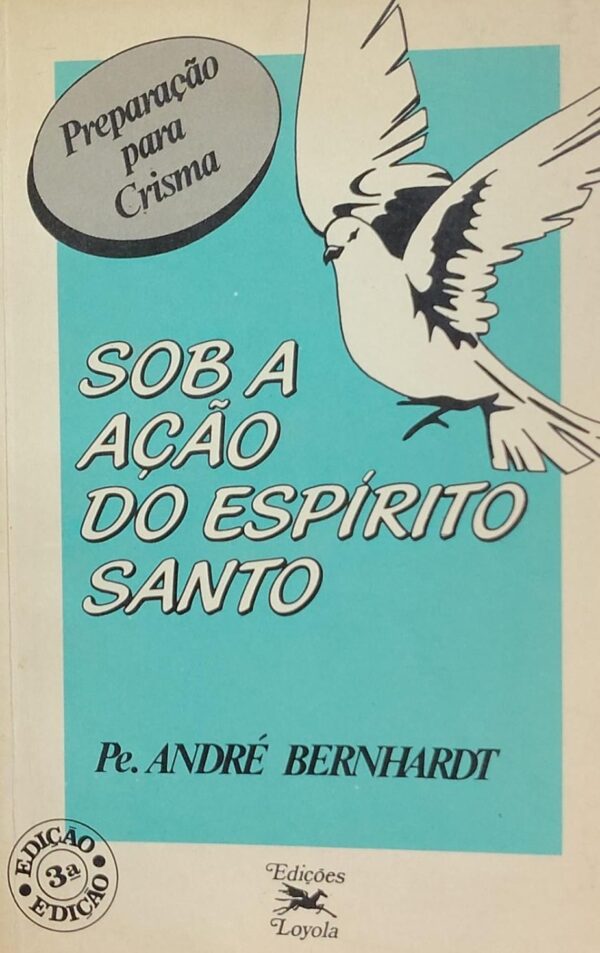 Preparação
para
Crisma
SOB A
AÇÃO
DO ESPÍRITO
SANTO
Pe. ANDRÉ BERNHARDT
EDIÇÃO
3ª
EDIÇÃO
Edições
Loyola